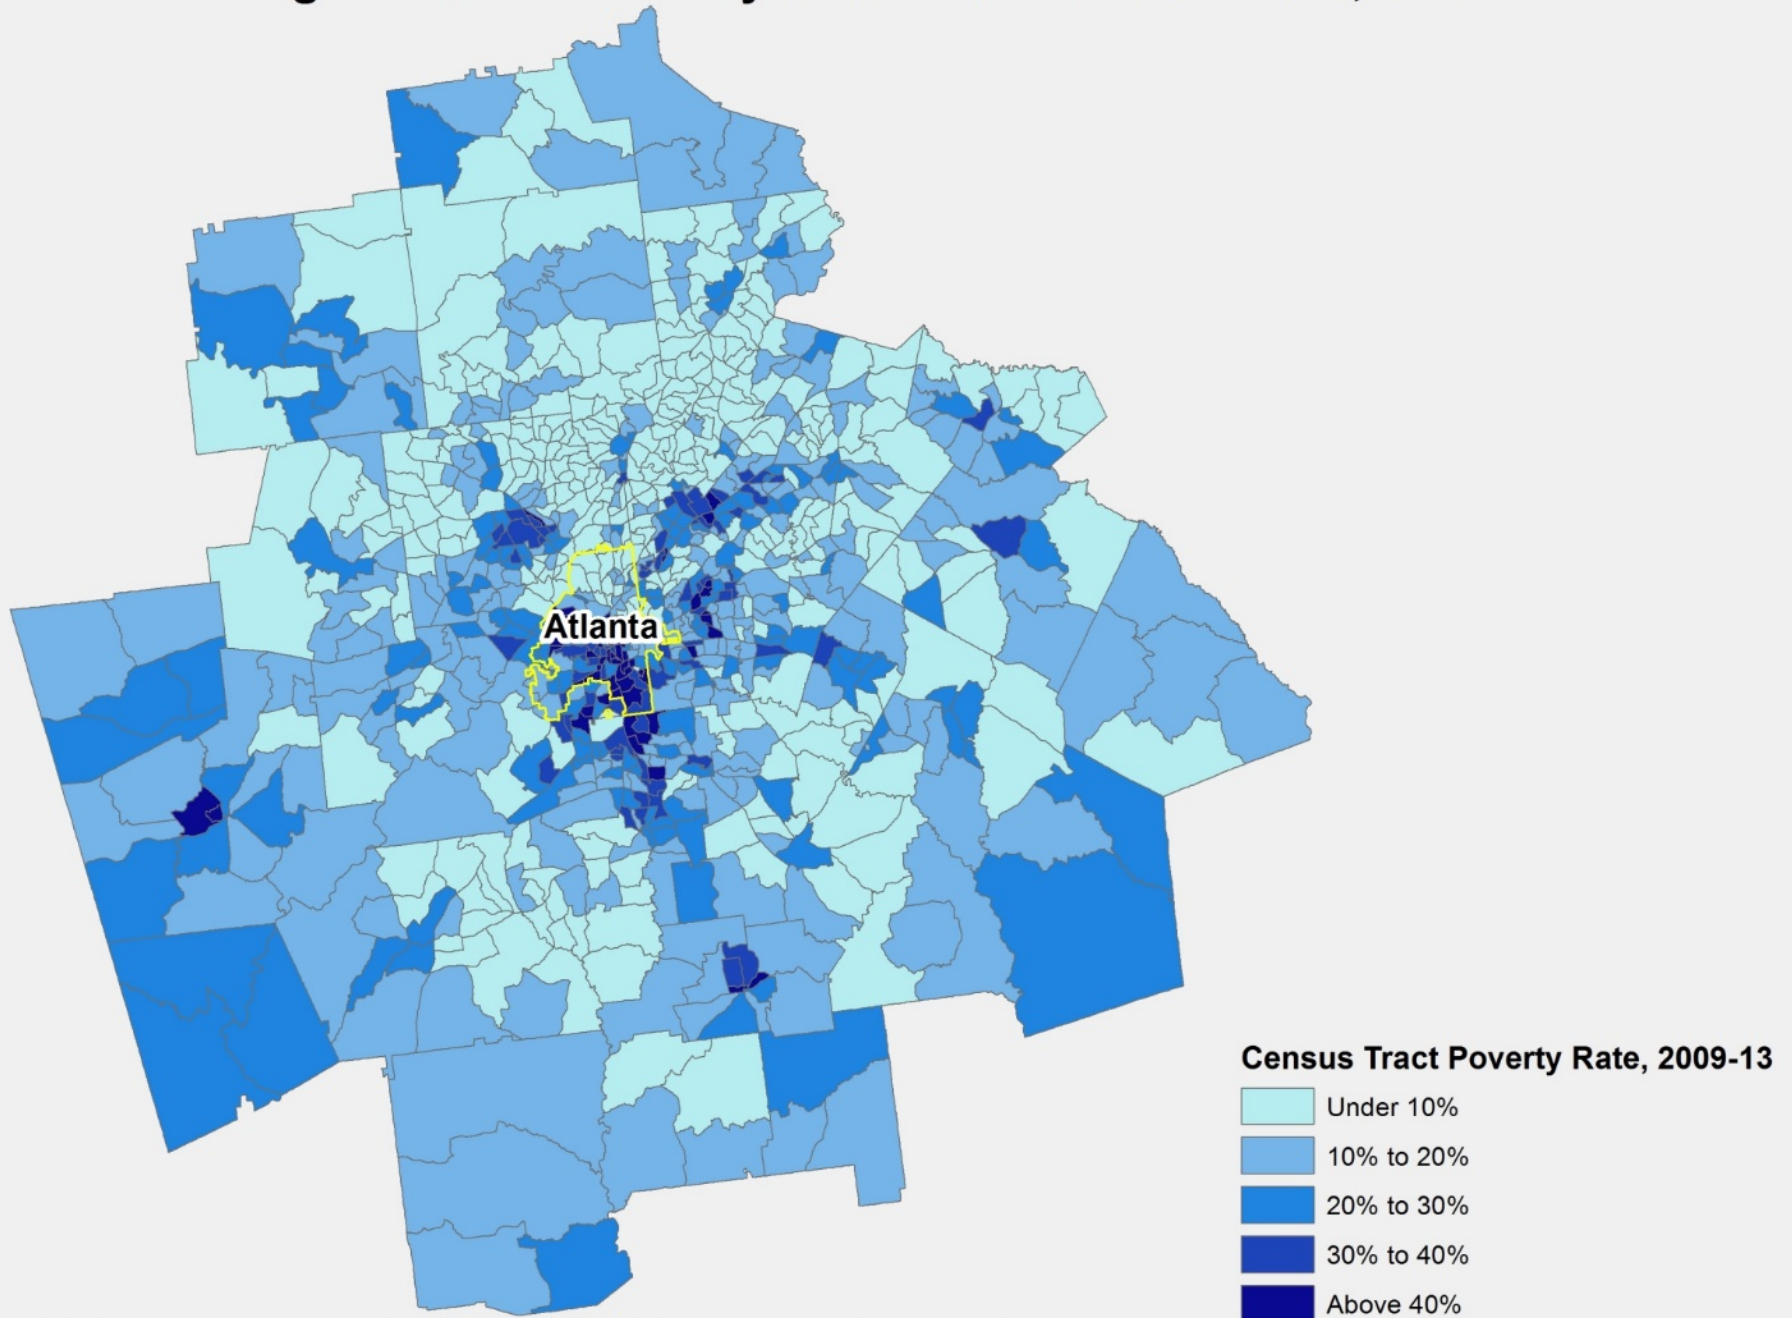 Atlanta
Census Tract Poverty Rate, 2009-13
Under 10%
10% to 20%
20% to 30%
30% to 40%
Above 40%